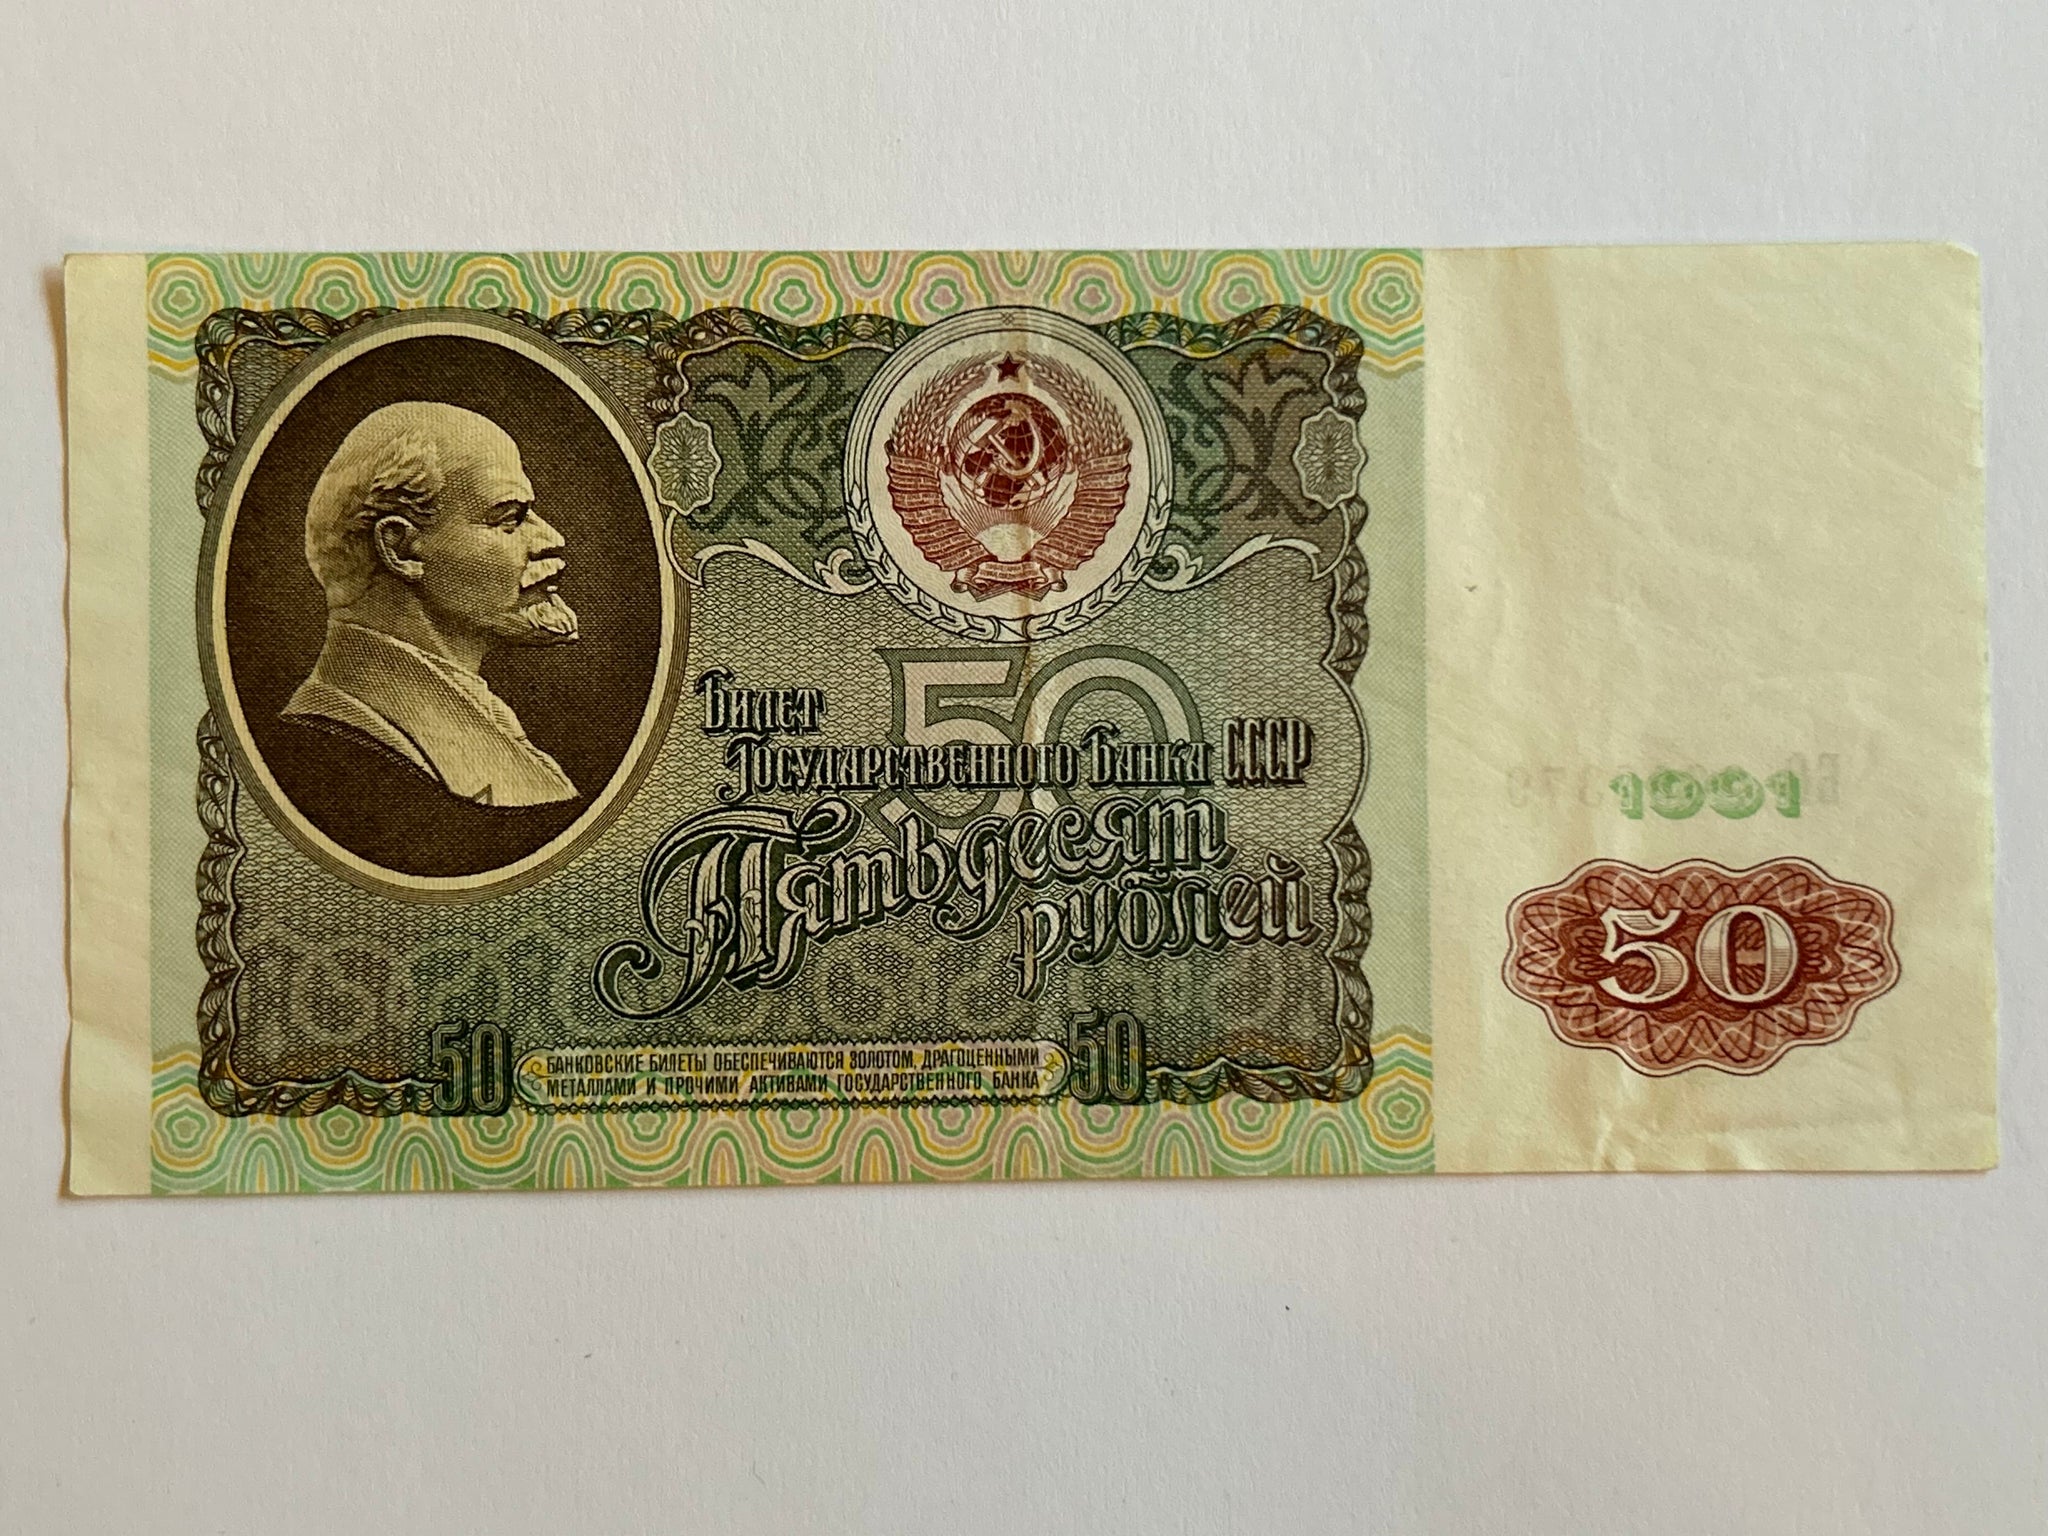 50
Билет
Государственного Банка СССР
Пятьдесят
рублей
1991
50
50
БАНКОВСКИЕ БИЛЕТЫ ОБЕСПЕЧИВАЮТСЯ ЗОЛОТОМ, ДРАГОЦЕННЫМИ
МЕТАЛЛАМИ И ПРОЧИМИ АКТИВАМИ ГОСУДАРСТВЕННОГО БАНКА
50